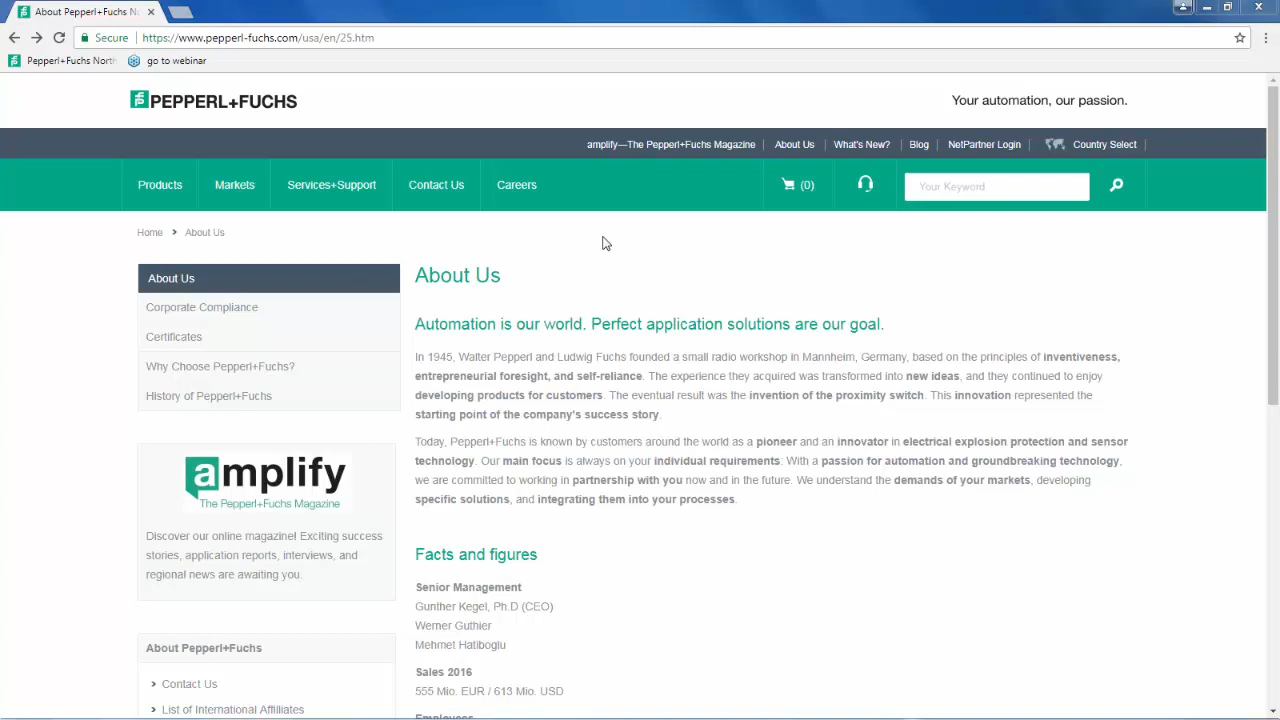 About Pepperl+Fuchs No
Secure https://www.pepperl-fuchs.com/usa/en/25.htm
Pepperl+Fuchs North go to webinar
PEPPERL+FUCHS
Your automation, our passion.
amplify—The Pepperl+Fuchs Magazine About Us What's New? Blog NetPartner Login Country Select
Products Markets Services+Support Contact Us Careers (0) Your Keyword
Home > About Us
About Us
Corporate Compliance
Certificates
Why Choose Pepperl+Fuchs?
History of Pepperl+Fuchs
amplify
The Pepperl+Fuchs Magazine
Discover our online magazine! Exciting success
stories, application reports, interviews, and
regional news are awaiting you.
About Pepperl+Fuchs
> Contact Us
> List of International Affiliates
About Us
Automation is our world. Perfect application solutions are our goal.
In 1945, Walter Pepperl and Ludwig Fuchs founded a small radio workshop in Mannheim, Germany, based on the principles of inventiveness,
entrepreneurial foresight, and self-reliance. The experience they acquired was transformed into new ideas, and they continued to enjoy
developing products for customers. The eventual result was the invention of the proximity switch. This innovation represented the
starting point of the company's success story.
Today, Pepperl+Fuchs is known by customers around the world as a pioneer and an innovator in electrical explosion protection and sensor
technology. Our main focus is always on your individual requirements: With a passion for automation and groundbreaking technology,
we are committed to working in partnership with you now and in the future. We understand the demands of your markets, developing
specific solutions, and integrating them into your processes.
Facts and figures
Senior Management
Gunther Kegel, Ph.D (CEO)
Werner Guthier
Mehmet Hatiboglu
Sales 2016
555 Mio. EUR / 613 Mio. USD
Employees